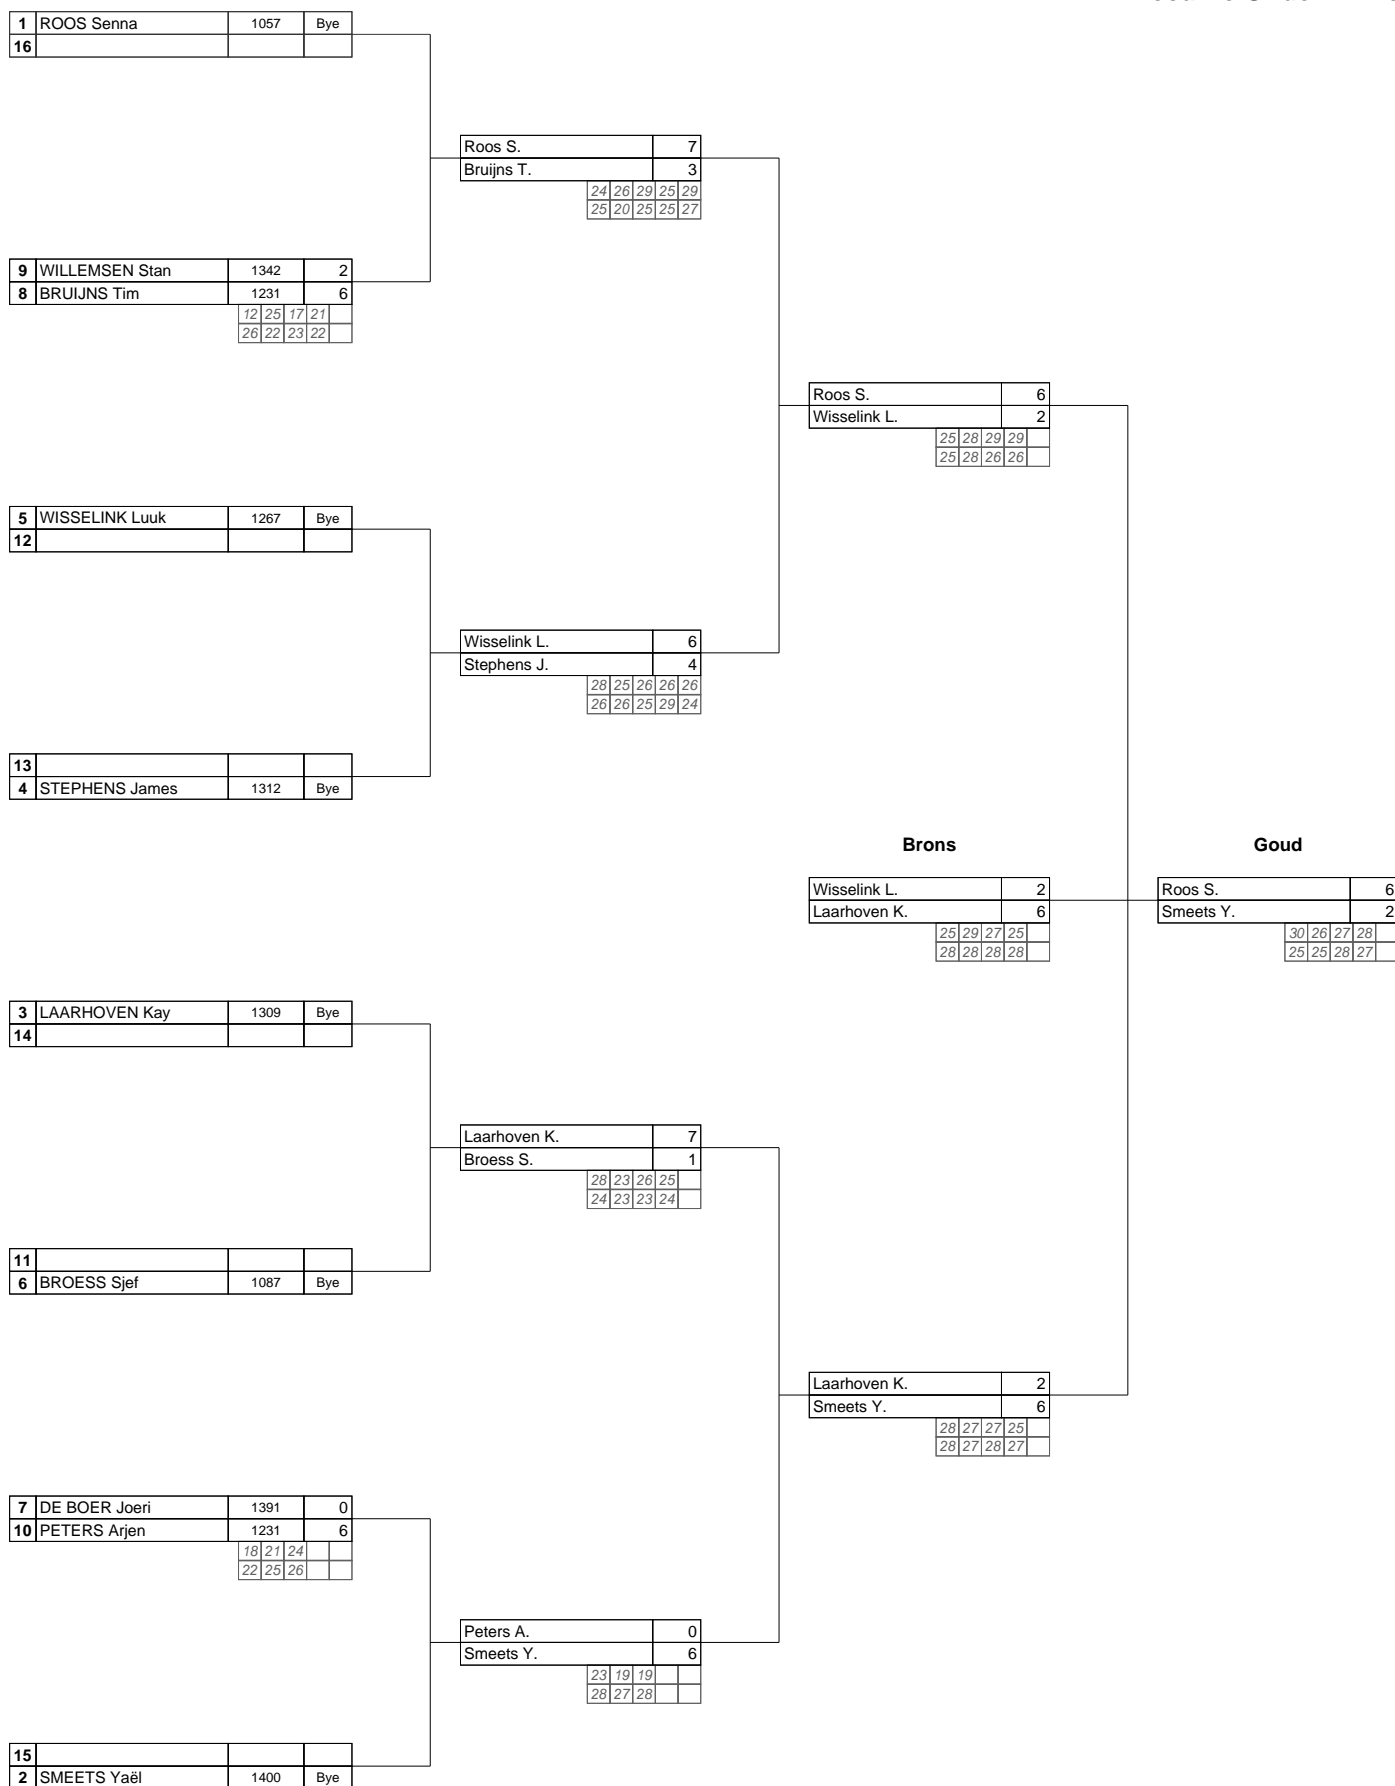 1 ROOS Senna 1057 Bye
16
Roos S. 7
Bruijns T. 3
24 26 29 25 29
25 20 25 25 27
9 WILLEMSEN Stan 1342 2
8 BRUIJNS Tim 1231 6
12 25 17 21
26 22 23 22
Roos S. 6
Wisselink L. 2
25 28 29 29
25 28 26 26
5 WISSELINK Luuk 1267 Bye
12
Wisselink L. 6
Stephens J. 4
28 25 26 26 26
26 26 25 29 24
13
4 STEPHENS James 1312 Bye
Brons Goud
Wisselink L. 2 Roos S. 6
Laarhoven K. 6 Smeets Y. 2
25 29 27 25 30 26 27 28
28 28 28 28 25 25 28 27
3 LAARHOVEN Kay 1309 Bye
14
Laarhoven K. 7
Broess S. 1
28 23 26 25
24 23 23 24
11
6 BROESS Sjef 1087 Bye
Laarhoven K. 2
Smeets Y. 6
28 27 27 25
28 27 28 27
7 DE BOER Joeri 1391 0
10 PETERS Arjen 1231 6
18 21 24
22 25 26
Peters A. 0
Smeets Y. 6
23 19 19
28 27 28
15
2 SMEETS Yaël 1400 Bye